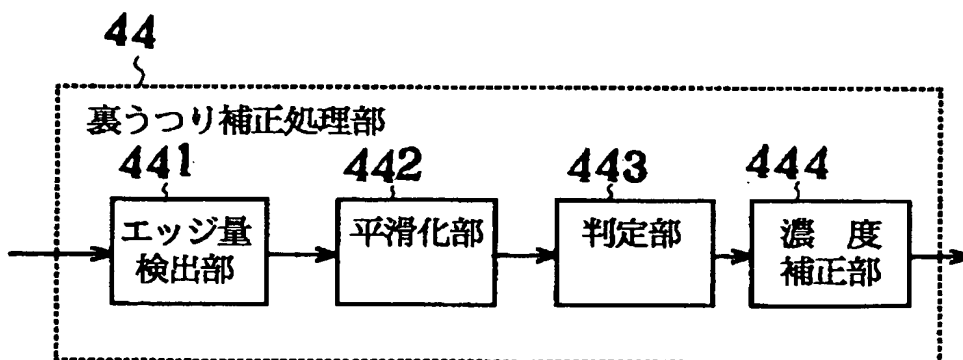 44
裏うつり補正処理部
441
442
443
444
エッジ量
検出部
平滑化部
判定部
濃 度
補正部